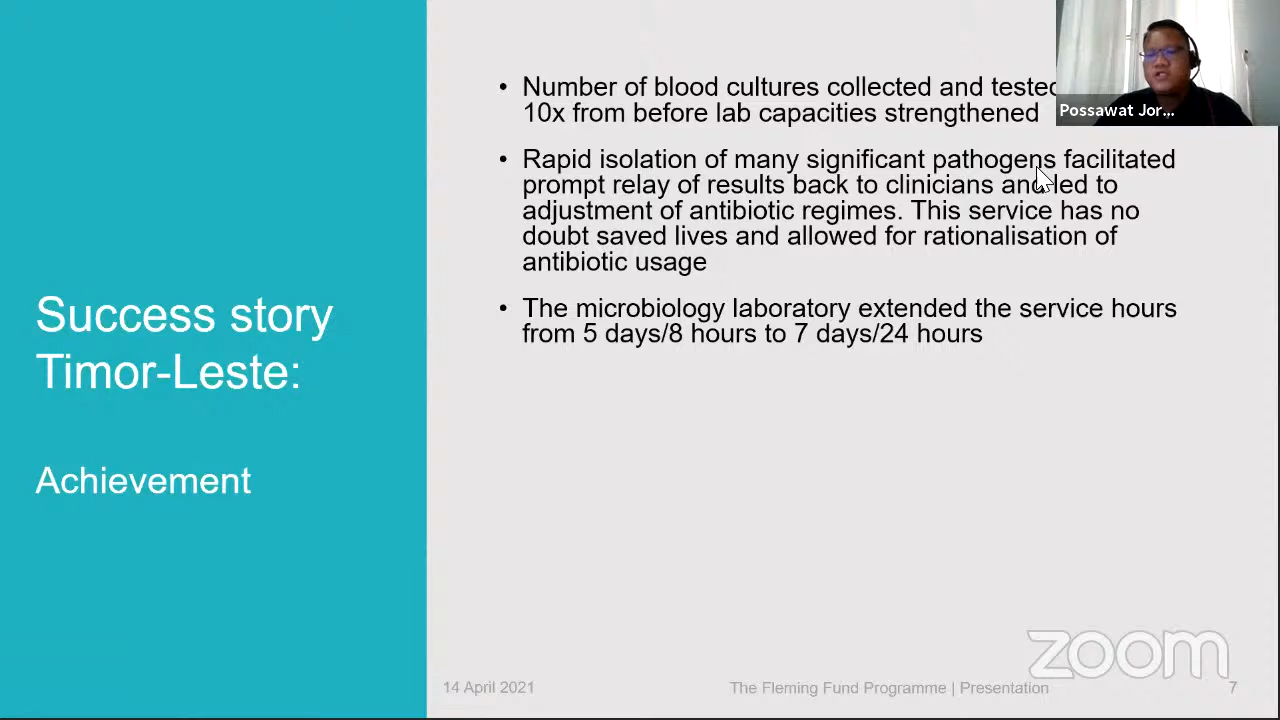 • Number of blood cultures collected and tested
10x from before lab capacities strengthened
Possawat Jor...
• Rapid isolation of many significant pathogens facilitated
prompt relay of results back to clinicians and led to
adjustment of antibiotic regimes. This service has no
doubt saved lives and allowed for rationalisation of
antibiotic usage
• The microbiology laboratory extended the service hours
from 5 days/8 hours to 7 days/24 hours
Success story
Timor-Leste:
Achievement
zoom
14 April 2021
The Fleming Fund Programme | Presentation
7